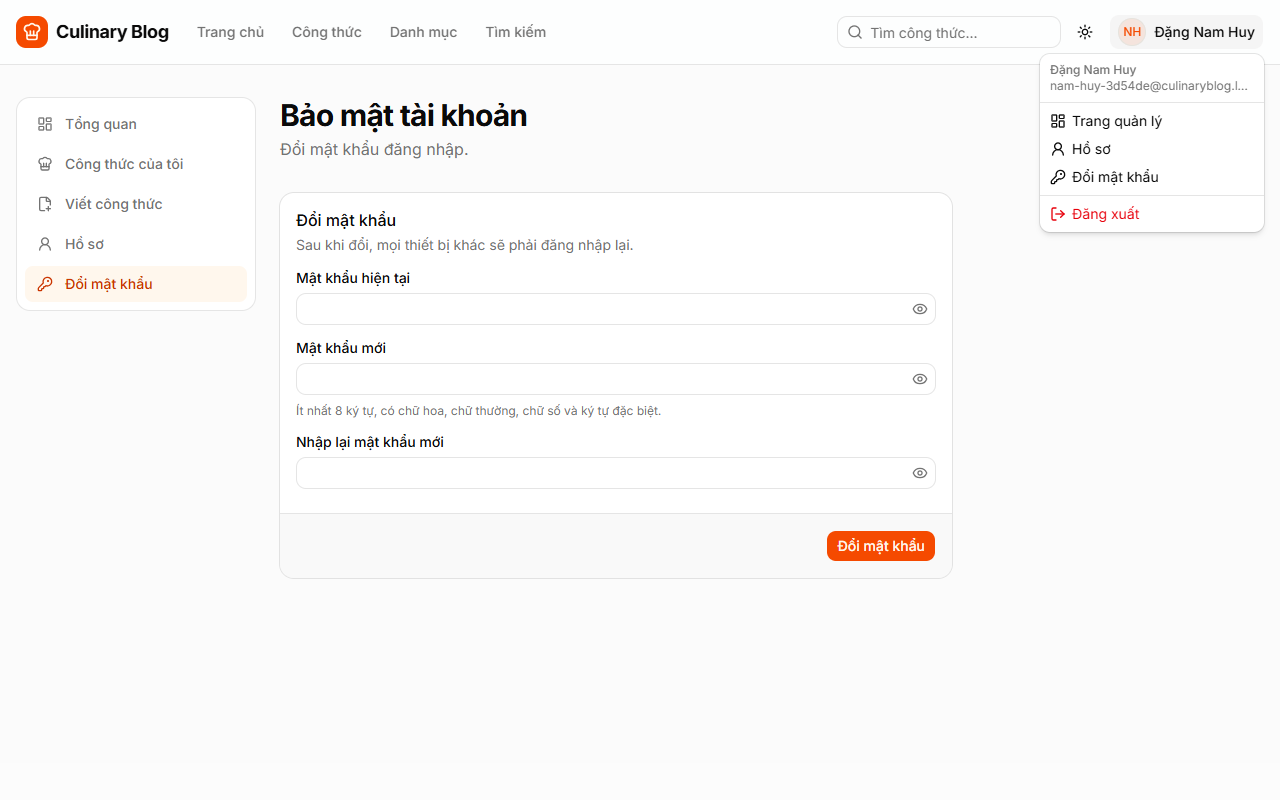 Culinary Blog
Trang chủ
Công thức
Danh mục
Tìm kiếm
Tìm công thức...
NH
Đặng Nam Huy
Đặng Nam Huy
nam-huy-3d54de@culinaryblog.l...
Trang quản lý
Hồ sơ
Đổi mật khẩu
Đăng xuất
Tổng quan
Công thức của tôi
Viết công thức
Hồ sơ
Đổi mật khẩu
Bảo mật tài khoản
Đổi mật khẩu đăng nhập.
Đổi mật khẩu
Sau khi đổi, mọi thiết bị khác sẽ phải đăng nhập lại.
Mật khẩu hiện tại
Mật khẩu mới
Ít nhất 8 ký tự, có chữ hoa, chữ thường, chữ số và ký tự đặc biệt.
Nhập lại mật khẩu mới
Đổi mật khẩu